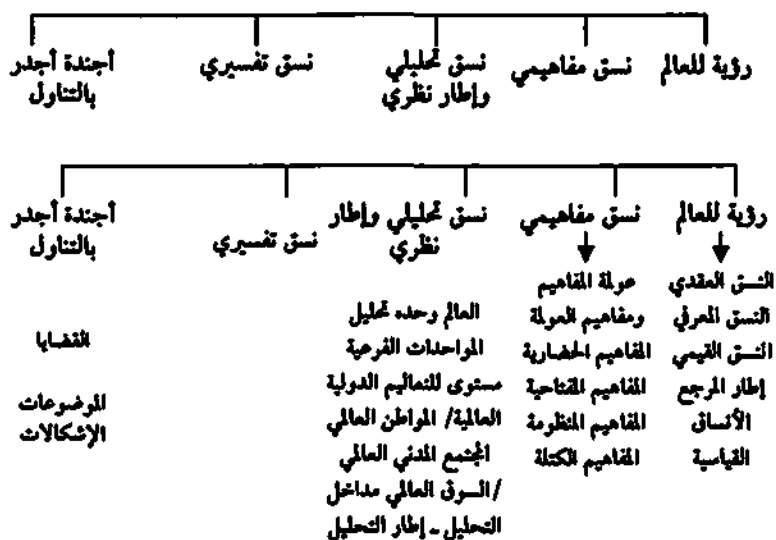 رؤية للعالم
نسق مفاهيمي
نسق تحليلي
وإطار نظري
نسق تفسيري
أجندة أجدر
بالتناول
رؤية للعالم
النسق العقدي
النسق المعرفي
النسق القيمي
إطار المرجع
الأنساق
القياسية
نسق مفاهيمي
عولمة المفاهيم
ومفاهيم العولمة
المفاهيم الحضارية
المفاهيم المفتاحية
المفاهيم المنظومة
المفاهيم الكتلة
نسق تحليلي وإطار
نظري
العالم وحده تحليل
المواحدات الفرعية
مستوى للتعاليم الدولية
العالمية/ المواطن العالمي
المجتمع المدني العالمي
/السوق العالمي مداخل
التحليل ـ إطار التحليل
نسق تفسيري
أجندة أجدر
بالتناول
القضايا
الموضوعات
الإشكالات